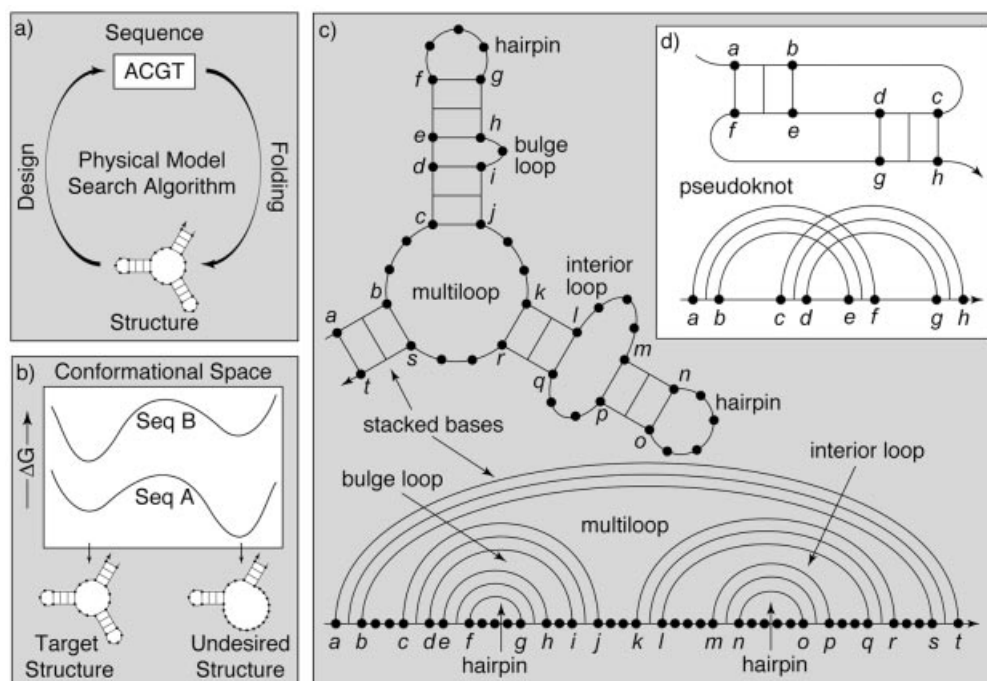 a)
Sequence
ACGT
Design
Physical Model
Search Algorithm
Folding
Structure
b)
Conformational Space
ΔG
Seq B
Seq A
Target
Structure
Undesired
Structure
c)
hairpin
f g
e h
bulge
loop
d i
c j
interior
loop
multiloop
b k
a l
s r m
t q n
hairpin
p
o
stacked bases
bulge loop
interior loop
multiloop
a b c d e f g h i j k l m n o p q r s t
hairpin hairpin
d)
a b
d c
f e
g h
pseudoknot
a b c d e f g h